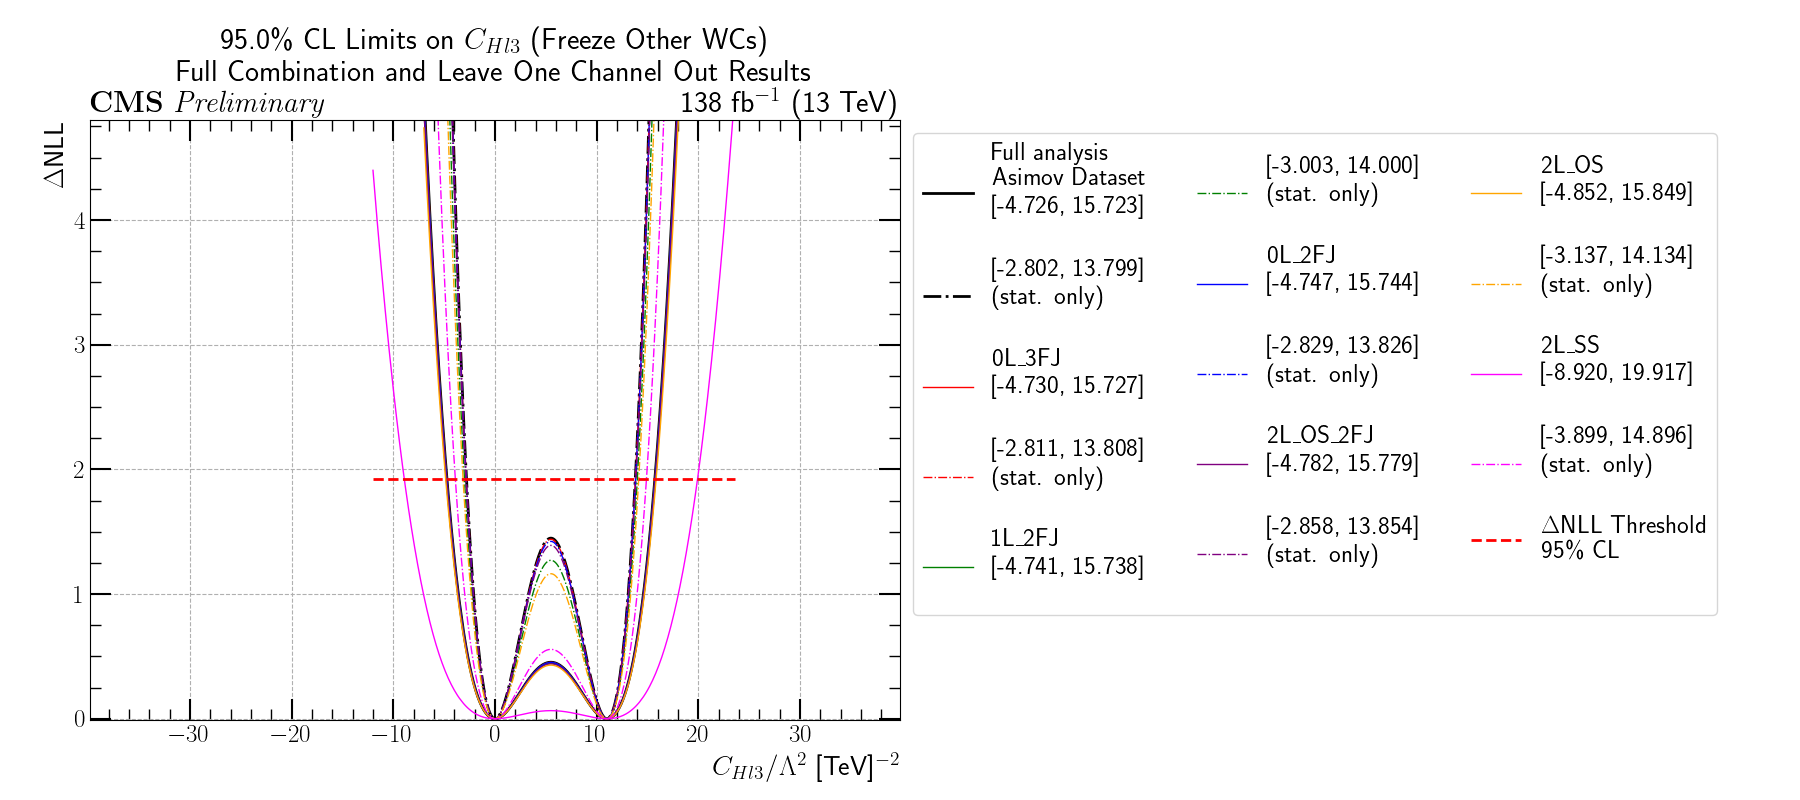 95.0% CL Limits on C_{Hl3} (Freeze Other WCs)
Full Combination and Leave One Channel Out Results
CMS Preliminary
138 fb⁻¹ (13 TeV)
ΔNLL
4
3
2
1
0
−30
−20
−10
0
10
20
30
C_{Hl3}/Λ² [TeV]⁻²
Full analysis
Asimov Dataset
[-4.726, 15.723]
[-2.802, 13.799]
(stat. only)
0L_3FJ
[-4.730, 15.727]
[-2.811, 13.808]
(stat. only)
1L_2FJ
[-4.741, 15.738]
[-3.003, 14.000]
(stat. only)
0L_2FJ
[-4.747, 15.744]
[-2.829, 13.826]
(stat. only)
2L_OS_2FJ
[-4.782, 15.779]
[-2.858, 13.854]
(stat. only)
2L_OS
[-4.852, 15.849]
[-3.137, 14.134]
(stat. only)
2L_SS
[-8.920, 19.917]
[-3.899, 14.896]
(stat. only)
ΔNLL Threshold
95% CL